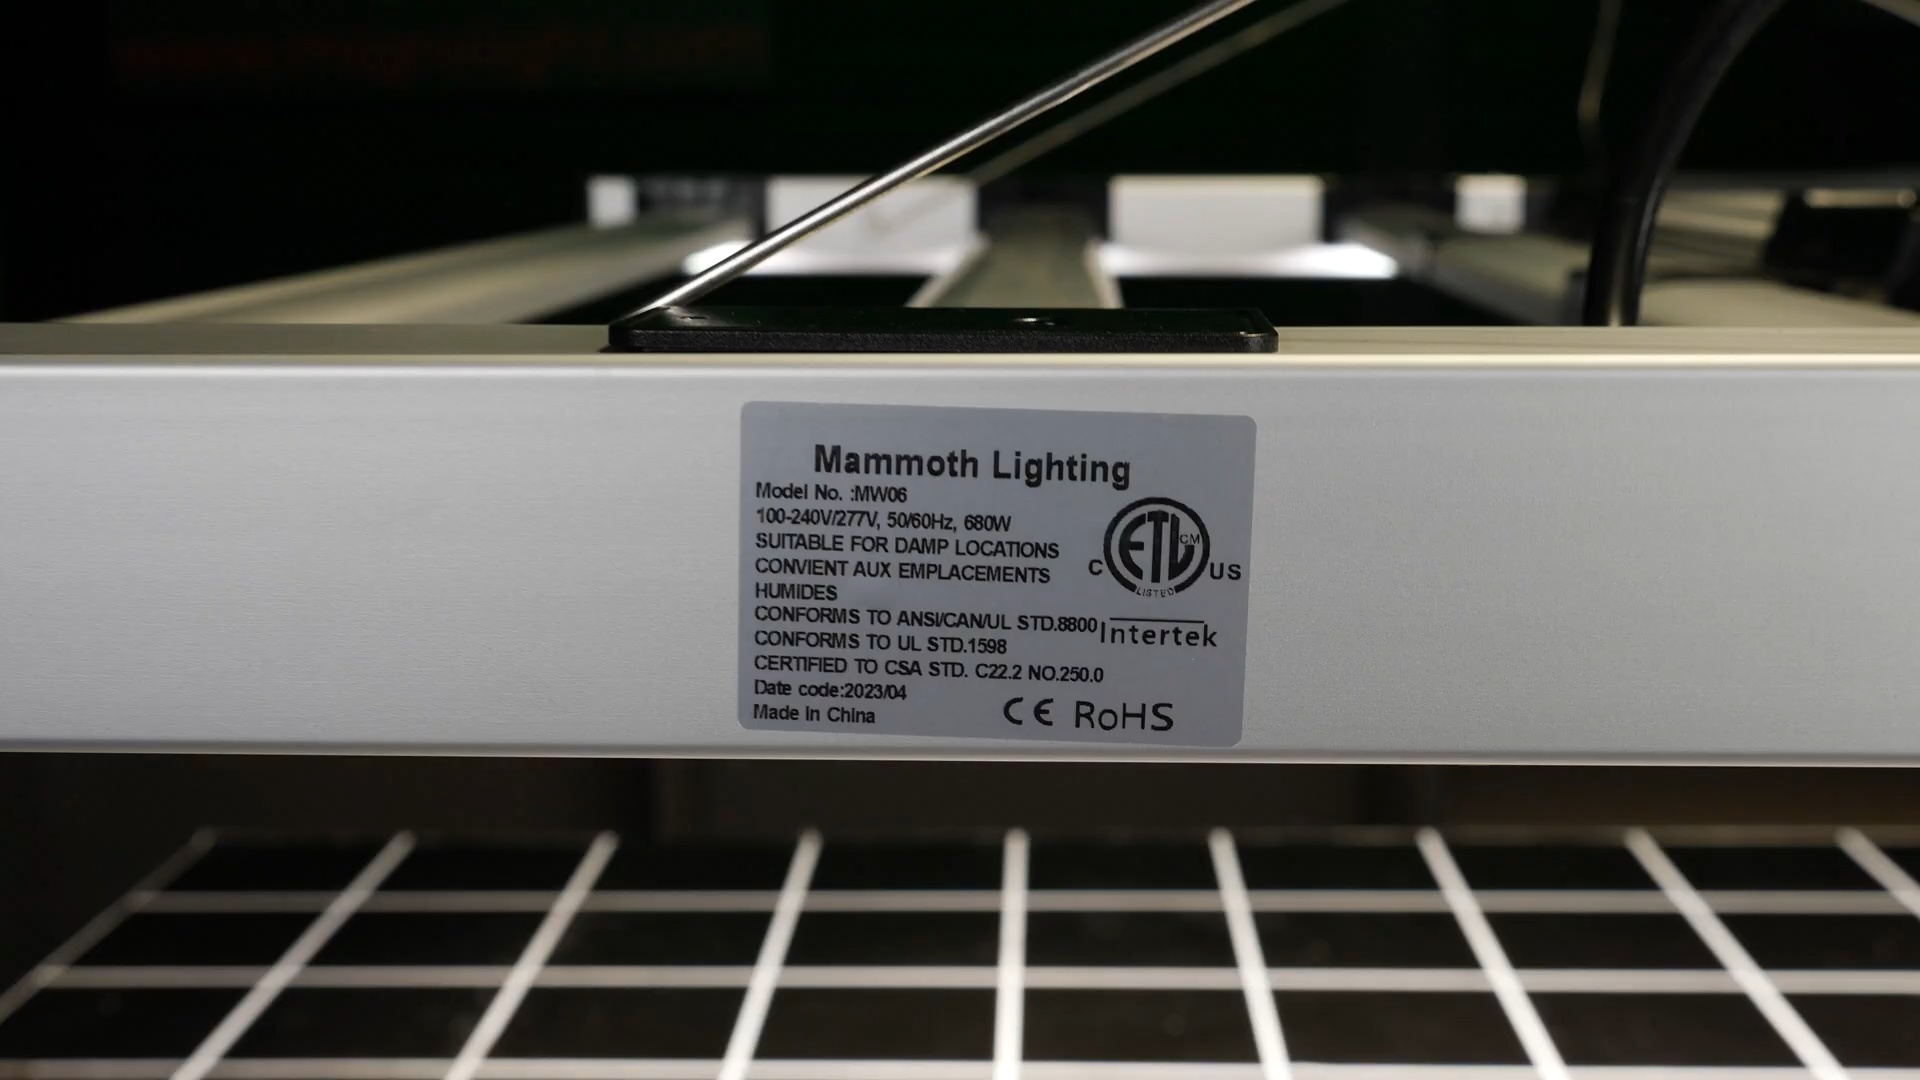 Mammoth Lighting
Model No. :MW06
100-240V/277V, 50/60Hz, 680W
SUITABLE FOR DAMP LOCATIONS
CONVIENT AUX EMPLACEMENTS
HUMIDES
CONFORMS TO ANSI/CAN/UL STD.8800
CONFORMS TO UL STD.1598
CERTIFIED TO CSA STD. C22.2 NO.250.0
Date code:2023/04
Made In China
C ETL CM US
LISTED
Intertek
CE RoHS